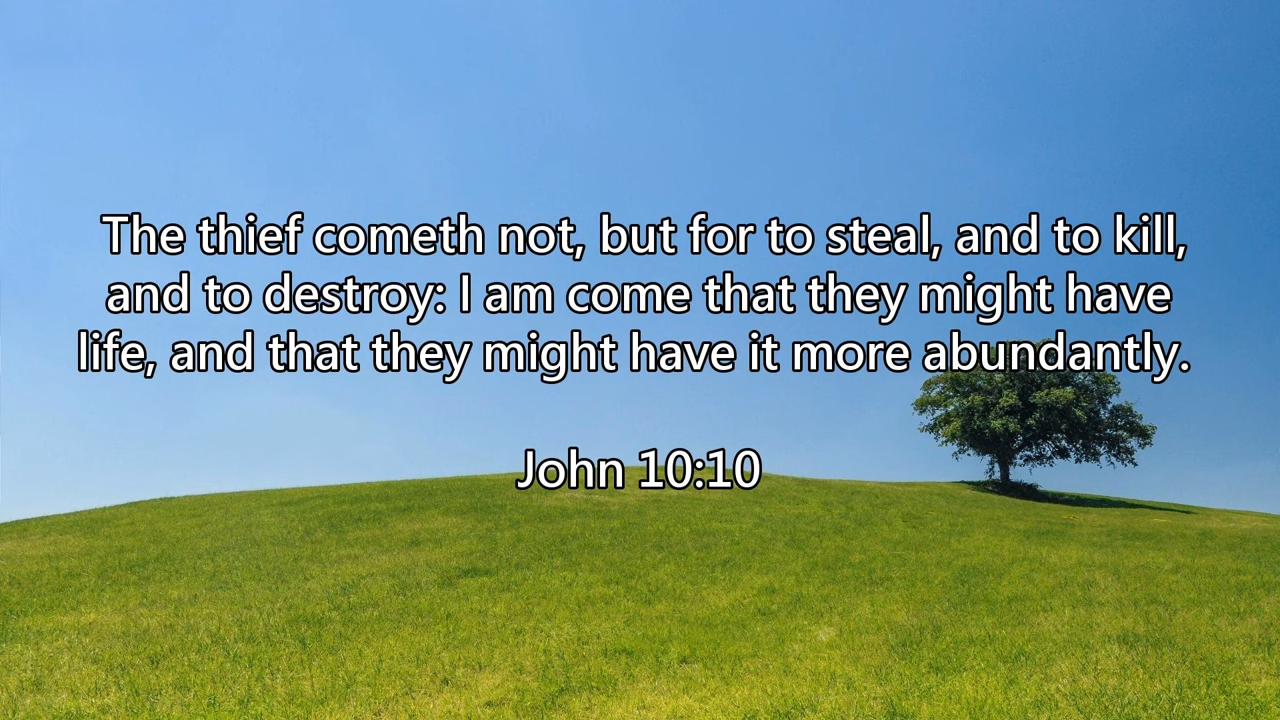 The thief cometh not, but for to steal, and to kill,
and to destroy: I am come that they might have
life, and that they might have it more abundantly.
John 10:10